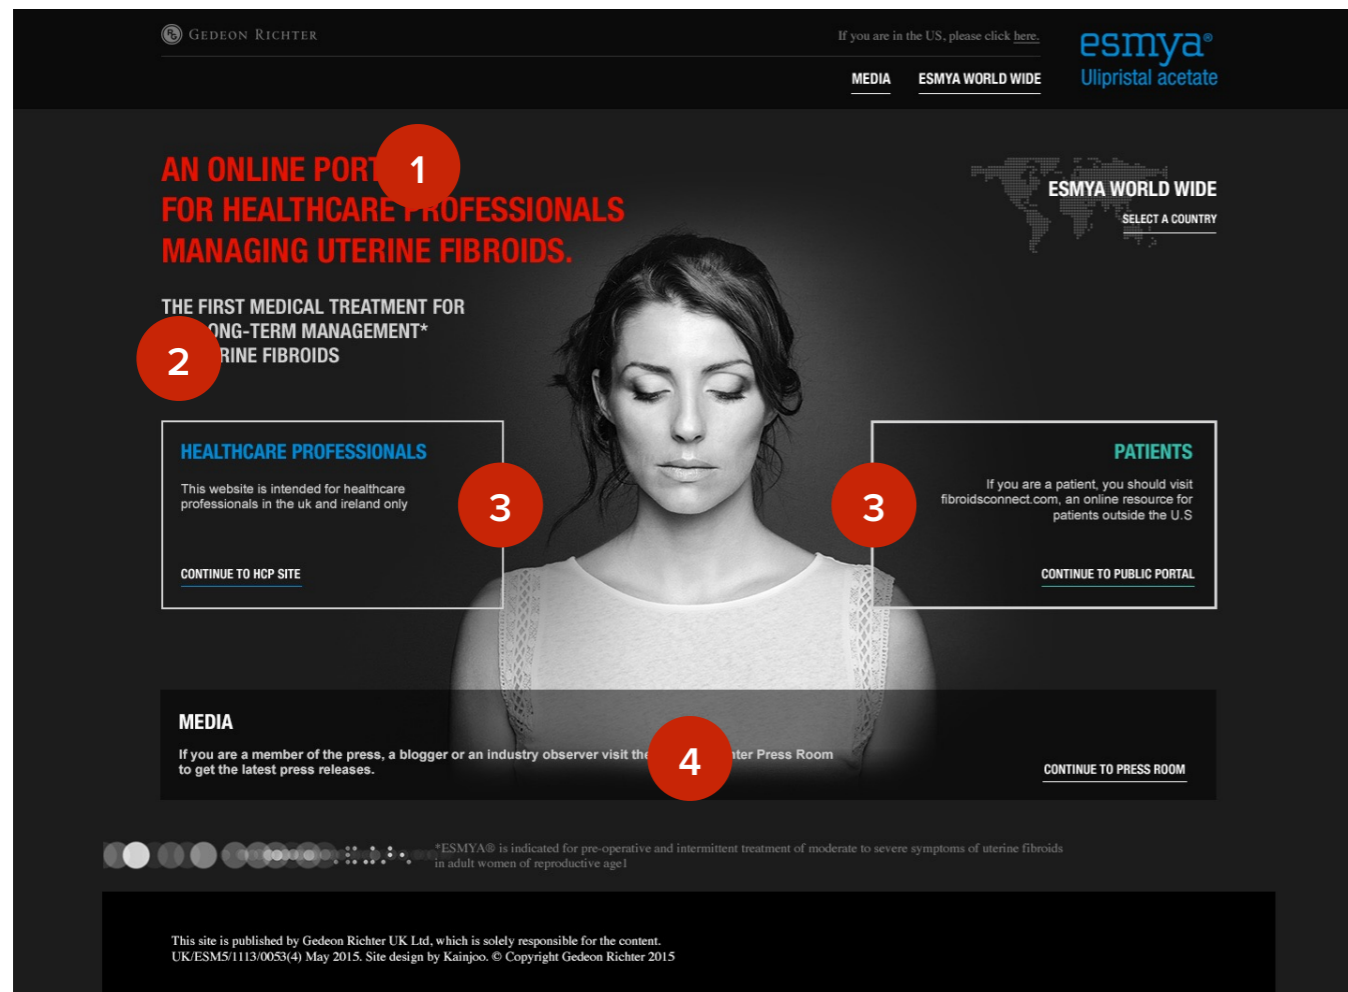 GEDEON RICHTER
If you are in the US, please click here.
esmya®
Ulipristal acetate
MEDIA
ESMYA WORLD WIDE
AN ONLINE PORT
1
FOR HEALTHCARE PROFESSIONALS
MANAGING UTERINE FIBROIDS.
ESMYA WORLD WIDE
SELECT A COUNTRY
THE FIRST MEDICAL TREATMENT FOR
ONG-TERM MANAGEMENT*
RINE FIBROIDS
2
HEALTHCARE PROFESSIONALS
This website is intended for healthcare
professionals in the uk and ireland only
3
CONTINUE TO HCP SITE
PATIENTS
If you are a patient, you should visit
fibroidsconnect.com, an online resource for
patients outside the U.S
3
CONTINUE TO PUBLIC PORTAL
MEDIA
If you are a member of the press, a blogger or an industry observer visit the nter Press Room
to get the latest press releases.
4
CONTINUE TO PRESS ROOM
*ESMYA® is indicated for pre-operative and intermittent treatment of moderate to severe symptoms of uterine fibroids
in adult women of reproductive age1
This site is published by Gedeon Richter UK Ltd, which is solely responsible for the content.
UK/ESM5/1113/0053(4) May 2015. Site design by Kainjoo. © Copyright Gedeon Richter 2015